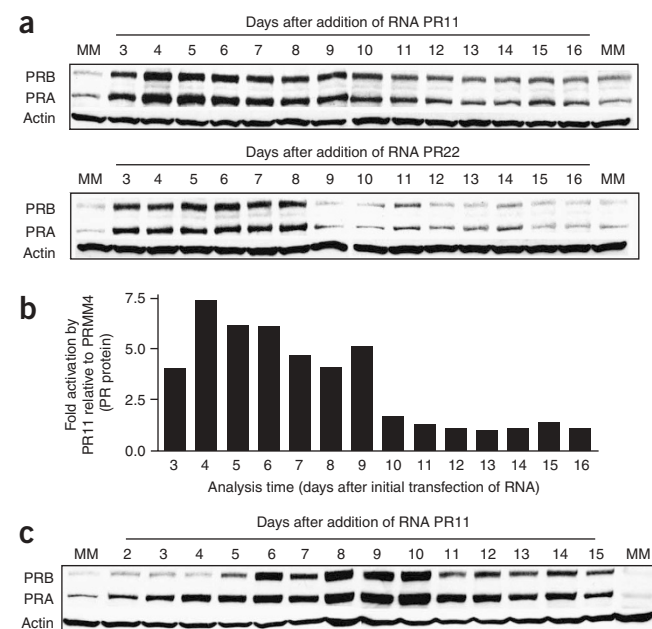 a
Days after addition of RNA PR11
MM 3 4 5 6 7 8 9 10 11 12 13 14 15 16 MM
PRB
PRA
Actin
Days after addition of RNA PR22
MM 3 4 5 6 7 8 9 10 11 12 13 14 15 16 MM
PRB
PRA
Actin
b
Fold activation by
PR11 relative to PRMM4
(PR protein)
7.5
5.0
2.5
0.0
3 4 5 6 7 8 9 10 11 12 13 14 15 16
Analysis time (days after initial transfection of RNA)
c
Days after addition of RNA PR11
MM 2 3 4 5 6 7 8 9 10 11 12 13 14 15 MM
PRB
PRA
Actin